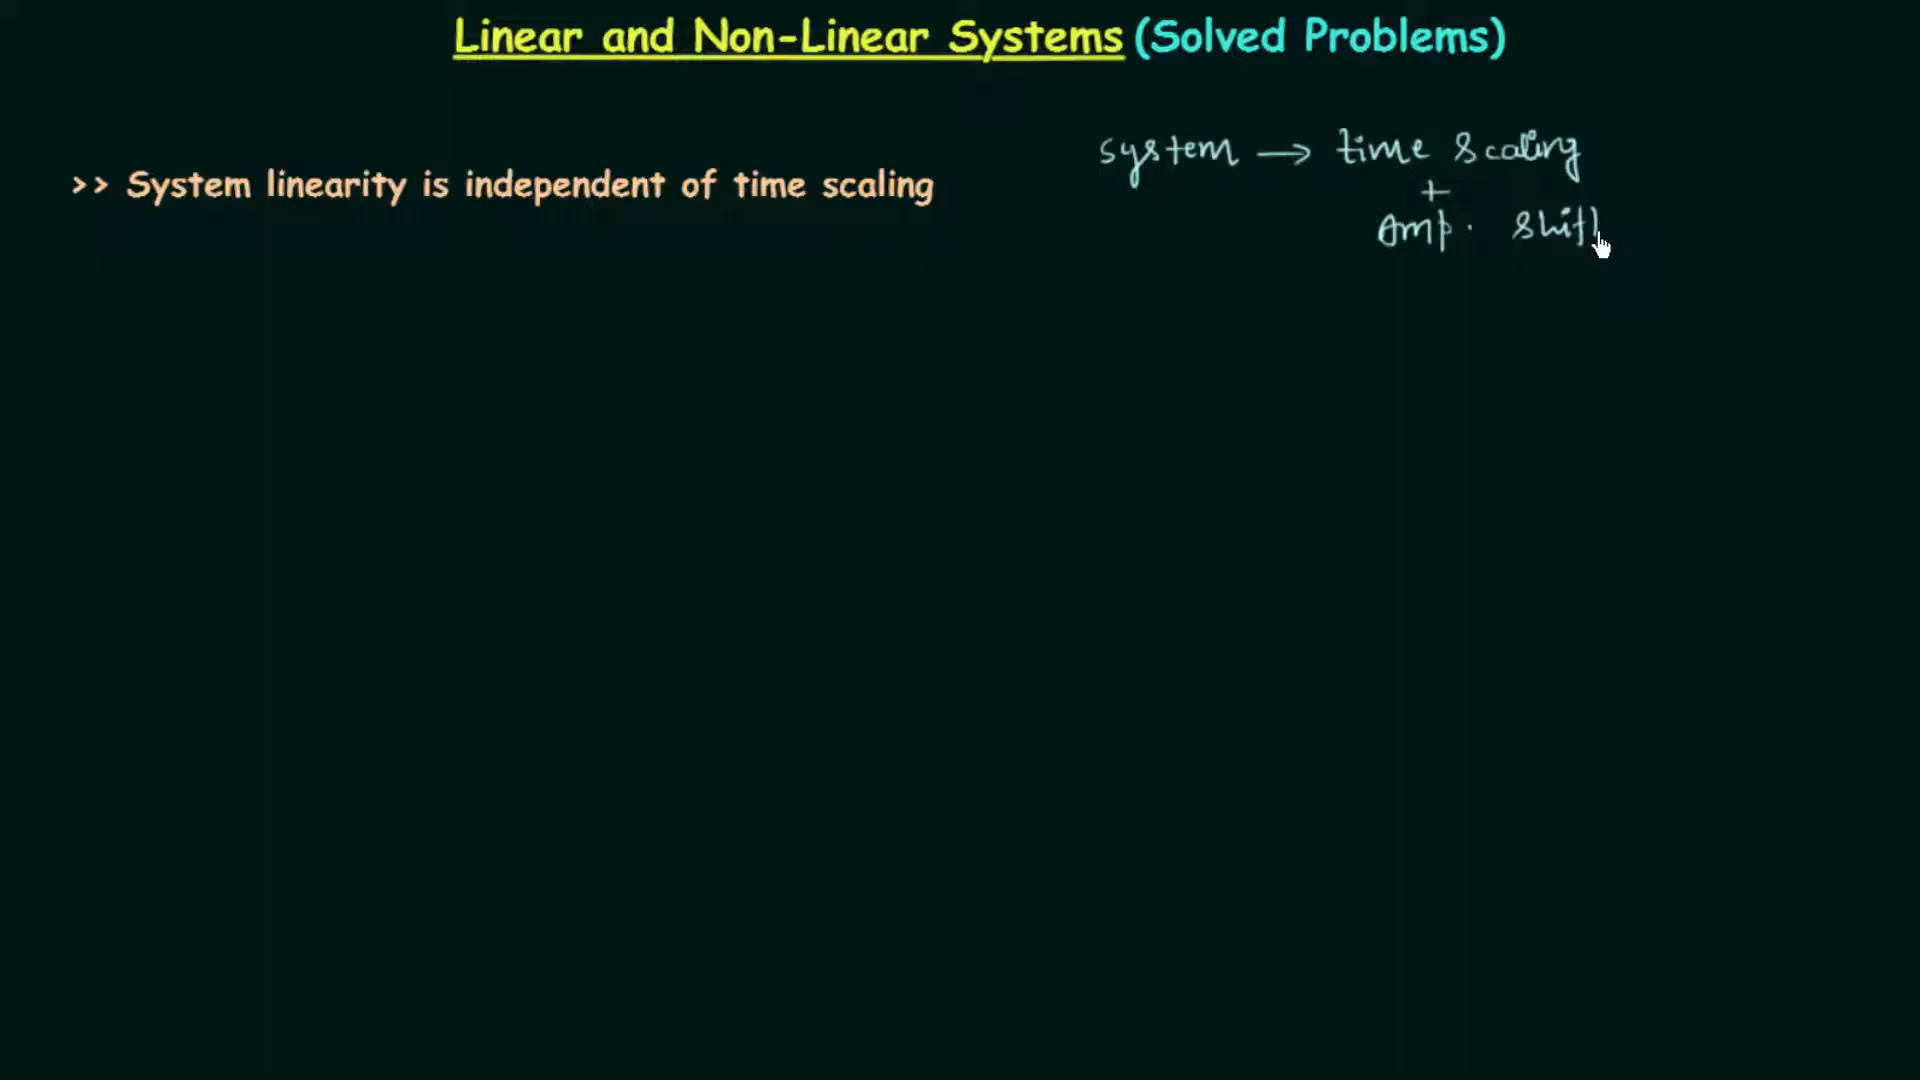 Linear and Non-Linear Systems (Solved Problems)
>> System linearity is independent of time scaling
system → time scaling
+
Amp. Shift